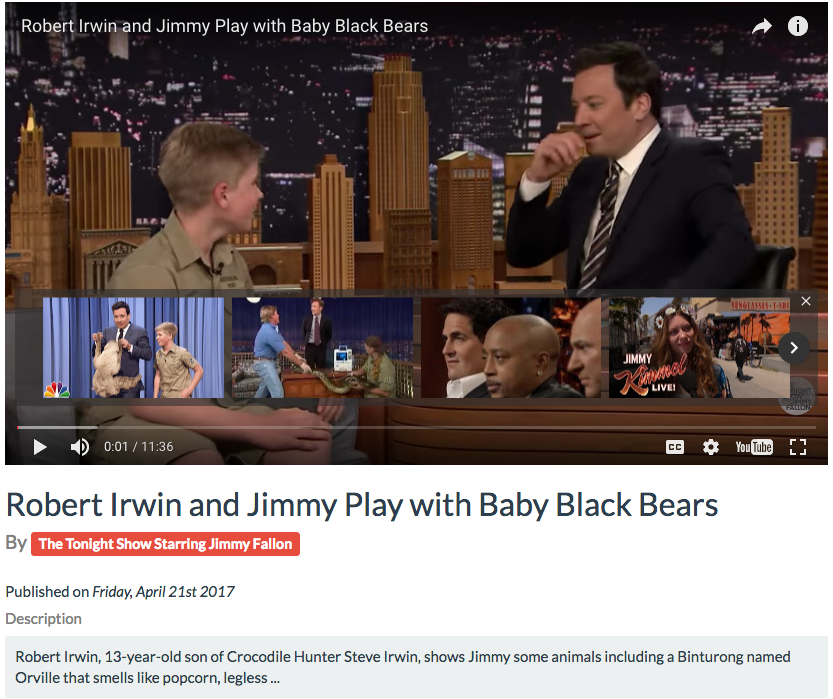 Robert Irwin and Jimmy Play with Baby Black Bears
SUNGLASSES-T-SHI
JIMMY
Kimmel
LIVE!
FALLON
0:01 / 11:36
CC
YouTube
Robert Irwin and Jimmy Play with Baby Black Bears
By The Tonight Show Starring Jimmy Fallon
Published on Friday, April 21st 2017
Description
Robert Irwin, 13-year-old son of Crocodile Hunter Steve Irwin, shows Jimmy some animals including a Binturong named
Orville that smells like popcorn, legless ...